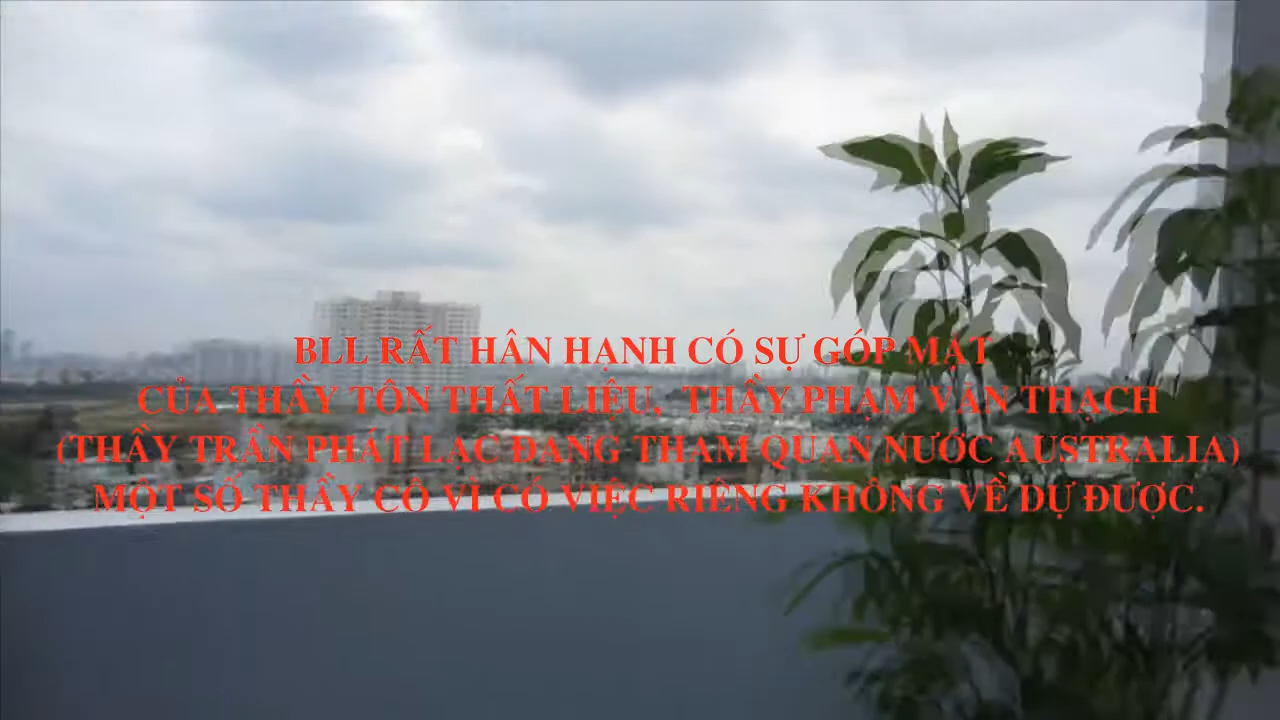 BLL RẤT HÂN HẠNH CÓ SỰ GÓP MẶT
CỦA THẦY TÔN THẤT LIỆU, THẦY PHẠM VĂN THẠCH
(THẦY TRẦN PHÁT LẠC ĐANG THAM QUAN NƯỚC AUSTRALIA)
MỘT SỐ THẦY CÔ VÌ CÓ VIỆC RIÊNG KHÔNG VỀ DỰ ĐƯỢC.